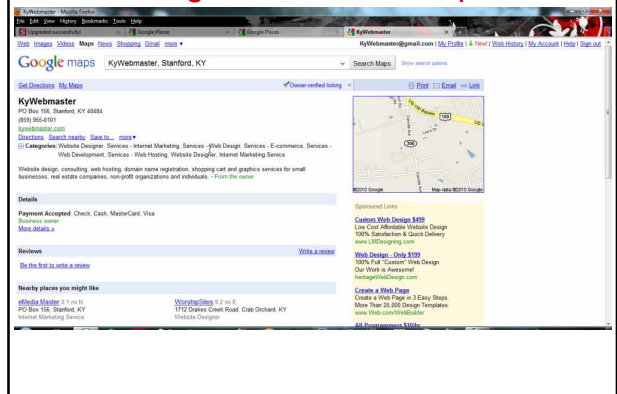 KyWebmaster - Mozilla Firefox
File Edit View History Bookmarks Tools Help
Upgraded successfully!
Google Places
Google Places
KyWebmaster
Web Images Videos Maps News Shopping Gmail more ▼
KyWebmaster@gmail.com | My Profile | New! | Web History | My Account | Help | Sign out
Google maps
KyWebmaster, Stanford, KY
Search Maps
Show search options
Get Directions My Maps
Owner-verified listing
Print Email Link
KyWebmaster
PO Box 156, Stanford, KY 40484
(859) 955-0101
kywebmaster.com
Directions Search nearby Save to... more▼
Categories: Website Designer, Services - Internet Marketing, Services - Web Design, Services - E-commerce, Services -
Web Development, Services - Web Hosting, Website Designer, Internet Marketing Service
Website design, consulting, web hosting, domain name registration, shopping cart and graphics services for small
businesses, real estate companies, non-profit organizations and individuals. - From the owner
150
300
©2010 Google
Map data ©2010 Google
Details
Payment Accepted: Check, Cash, MasterCard, Visa
Business owner
More details »
Reviews
Write a review
Be the first to write a review
Nearby places you might like
eMedia Master 0.1 mi N
PO Box 156, Stanford, KY
Internet Marketing Service
WorshipSites 9.2 mi E
1712 Drakes Creek Road, Crab Orchard, KY
Website Designer
Sponsored Links
Custom Web Design $499
Low Cost Affordable Website Design
100% Satisfaction & Quick Delivery
www.LMDesigning.com
Web Design - Only $199
100% Full "Custom" Web Design.
Our Work is Awesome!
heritageWebDesign.com
Create a Web Page
Create a Web Page in 3 Easy Steps.
More Than 25,000 Design Templates.
www.Web.com/WebBuilder